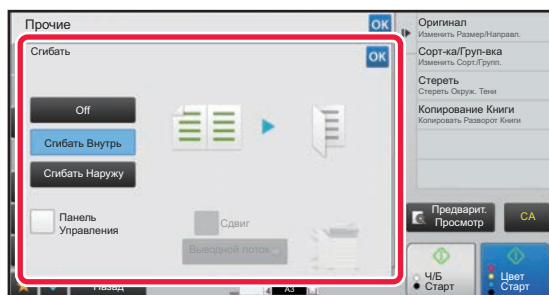 Прочие
OK
Сгибать
OK
Off
Сгибать Внутрь
Сгибать Наружу
Панель
Управления
Сдвиг
Выводной лоток
Назад
4
A3
Оригинал
Изменить Размер/Направл.
Сорт-ка/Груп-вка
Изменить Сорт./Групп.
Стереть
Стереть Окруж. Тени
Копирование Книги
Копировать Разворот Книги
Предварит.
Просмотр
CA
Ч/Б
Старт
Цвет
Старт